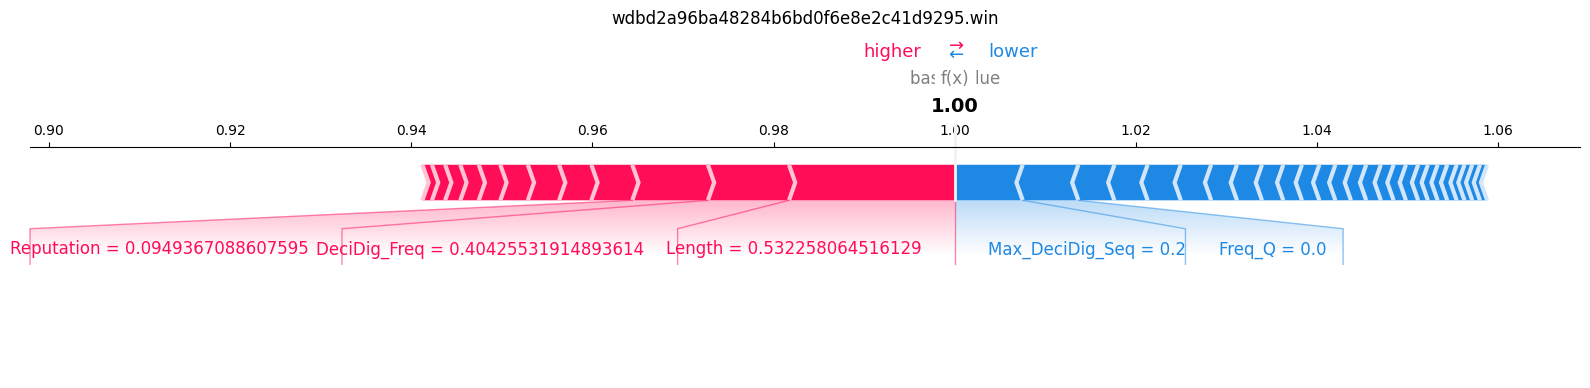 wdbd2a96ba48284b6bd0f6e8e2c41d9295.win
higher → ← lower
bas f(x) lue
1.00
0.90 0.92 0.94 0.96 0.98 1.00 1.02 1.04 1.06
Reputation = 0.0949367088607595 DeciDig_Freq = 0.40425531914893614 Length = 0.532258064516129 Max_DeciDig_Seq = 0.2 Freq_Q = 0.0